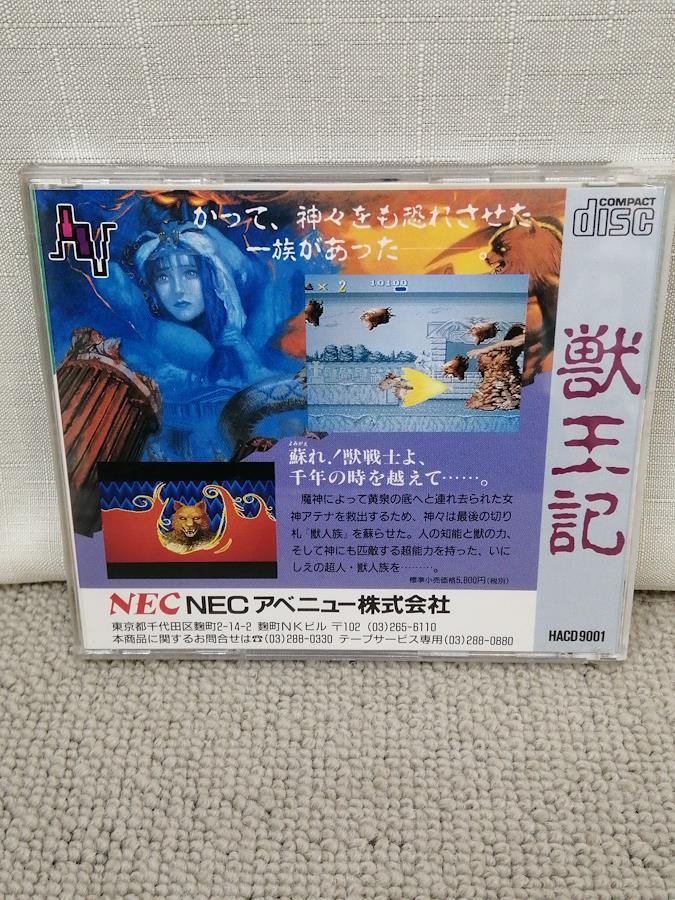 かつて、神々をも恐れさせた
一族があった———。
COMPACT
disc
× 2 10100
獣王記
よみがえ
蘇れ!獣戦士よ、
千年の時を越えて……。
魔神によって黄泉の底へと連れ去られた女
神アテナを救出するため、神々は最後の切り
札「獣人族」を蘇らせた。人の知能と獣の力、
そして神にも匹敵する超能力を持った、いに
しえの超人・獣人族を………。
標準小売価格5,800円(税別)
NEC NECアベニュー株式会社
東京都千代田区麹町2-14-2 麹町NKビル 〒102 (03)265-6110
本商品に関するお問合せは☎(03)288-0330 テープサービス専用(03)288-0880
HACD9001